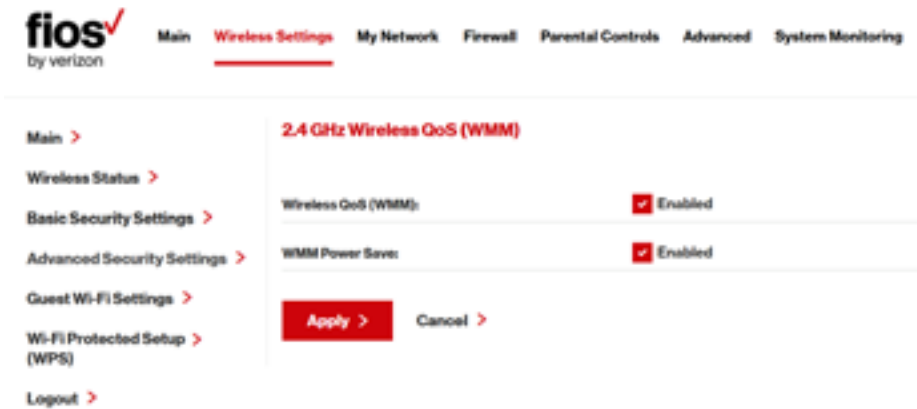 fios
by verizon
Main Wireless Settings My Network Firewall Parental Controls Advanced System Monitoring
Main >
Wireless Status >
Basic Security Settings >
Advanced Security Settings >
Guest Wi-Fi Settings >
Wi-Fi Protected Setup >
(WPS)
Logout >
2.4 GHz Wireless QoS (WMM)
Wireless QoS (WMM): Enabled
WMM Power Save: Enabled
Apply > Cancel >